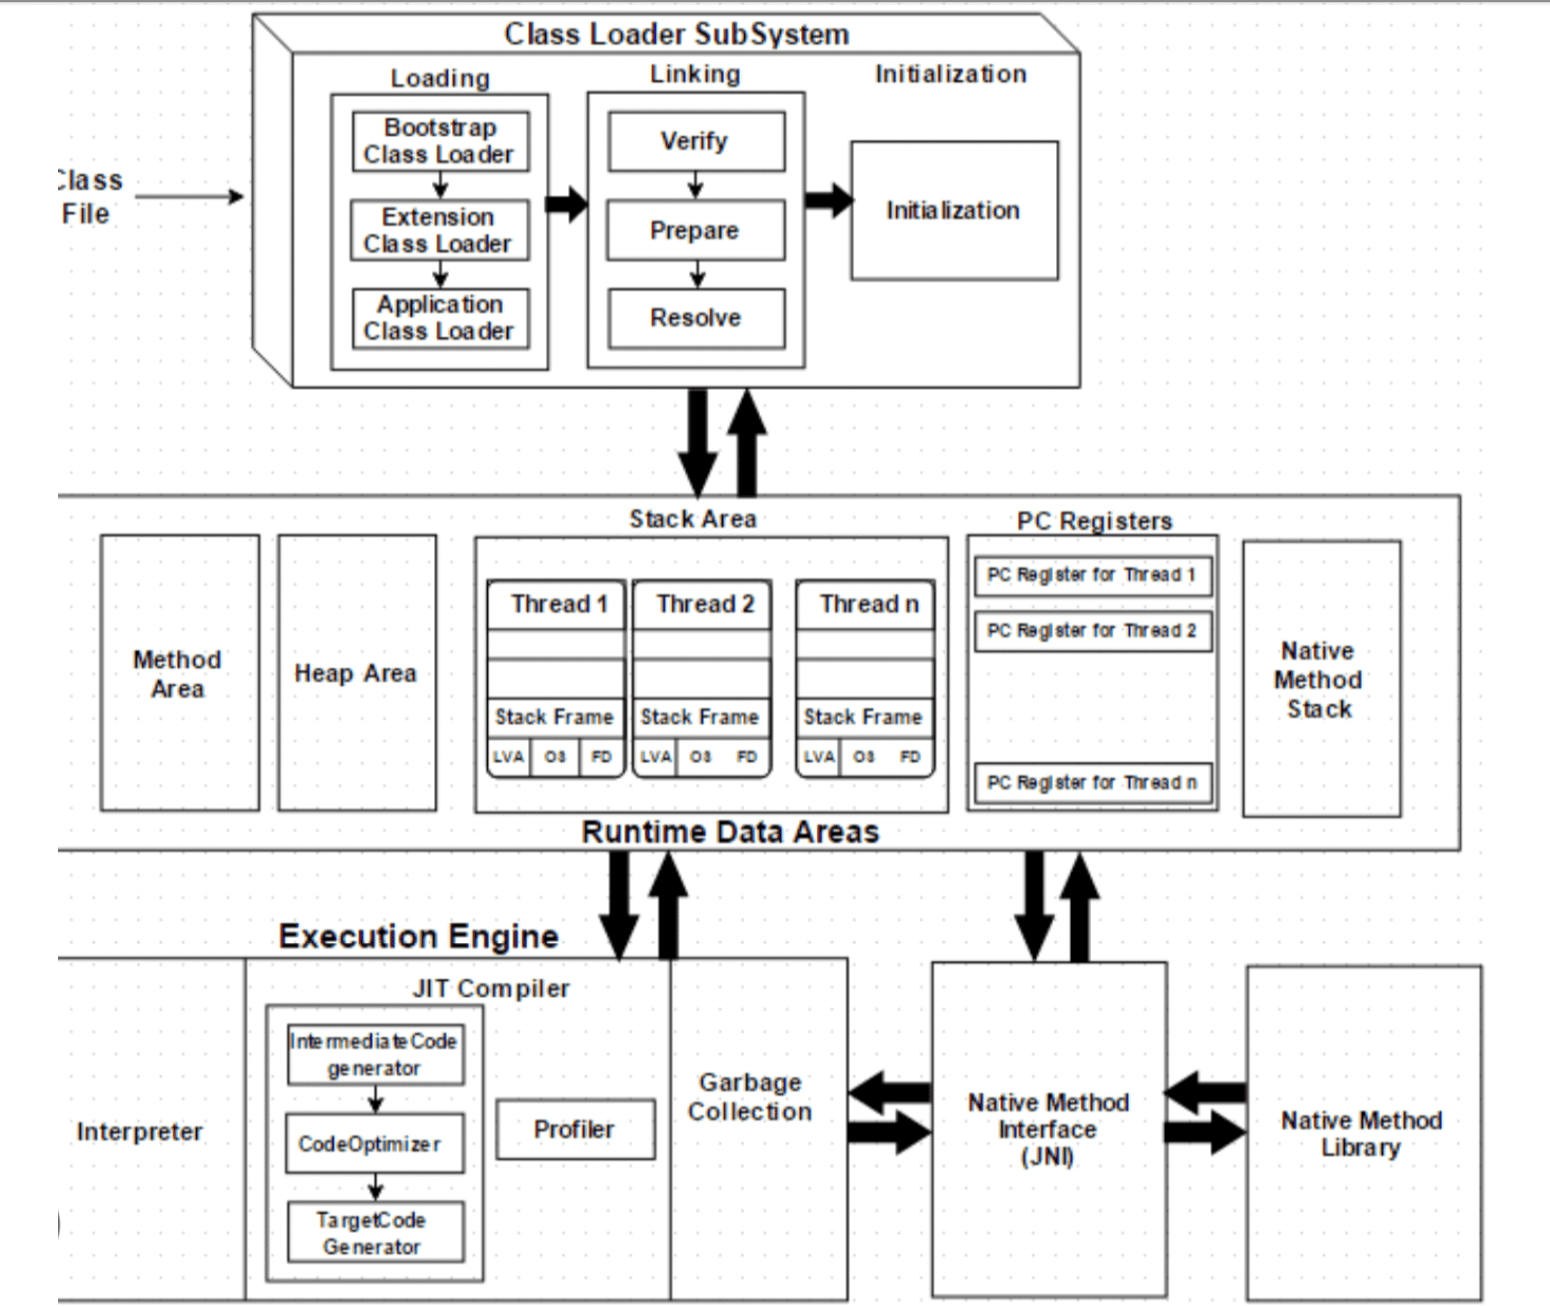 Class Loader SubSystem
Loading
Linking
Initialization
Bootstrap
Class Loader
Extension
Class Loader
Application
Class Loader
Verify
Prepare
Resolve
Initialization
Class
File
Stack Area
PC Registers
Method
Area
Heap Area
Thread 1
Stack Frame
LVA OS FD
Thread 2
Stack Frame
LVA OS FD
Thread n
Stack Frame
LVA OS FD
PC Register for Thread 1
PC Register for Thread 2
PC Register for Thread n
Native
Method
Stack
Runtime Data Areas
Execution Engine
Interpreter
JIT Compiler
IntermediateCode
generator
CodeOptimizer
TargetCode
Generator
Profiler
Garbage
Collection
Native Method
Interface
(JNI)
Native Method
Library